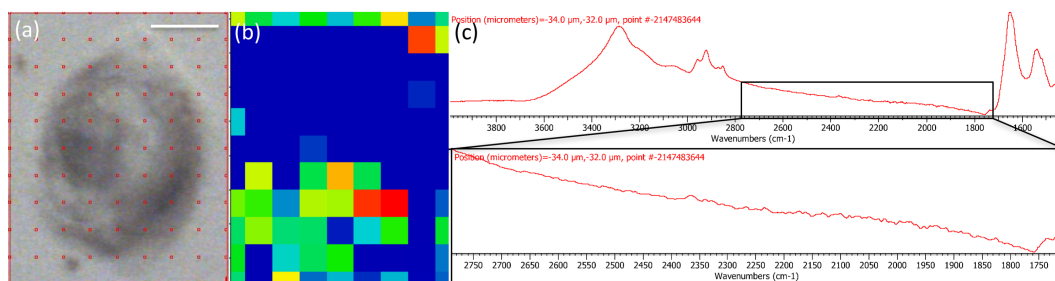 (a)
(b)
(c)
Position (micrometers)=-34.0 µm,-32.0 µm, point #-2147483644
3800 3600 3400 3200 3000 2800 2600 2400 2200 2000 1800 1600
Wavenumbers (cm-1)
Position (micrometers)=-34.0 µm,-32.0 µm, point #-2147483644
2750 2700 2650 2600 2550 2500 2450 2400 2350 2300 2250 2200 2150 2100 2050 2000 1950 1900 1850 1800 1750
Wavenumbers (cm-1)